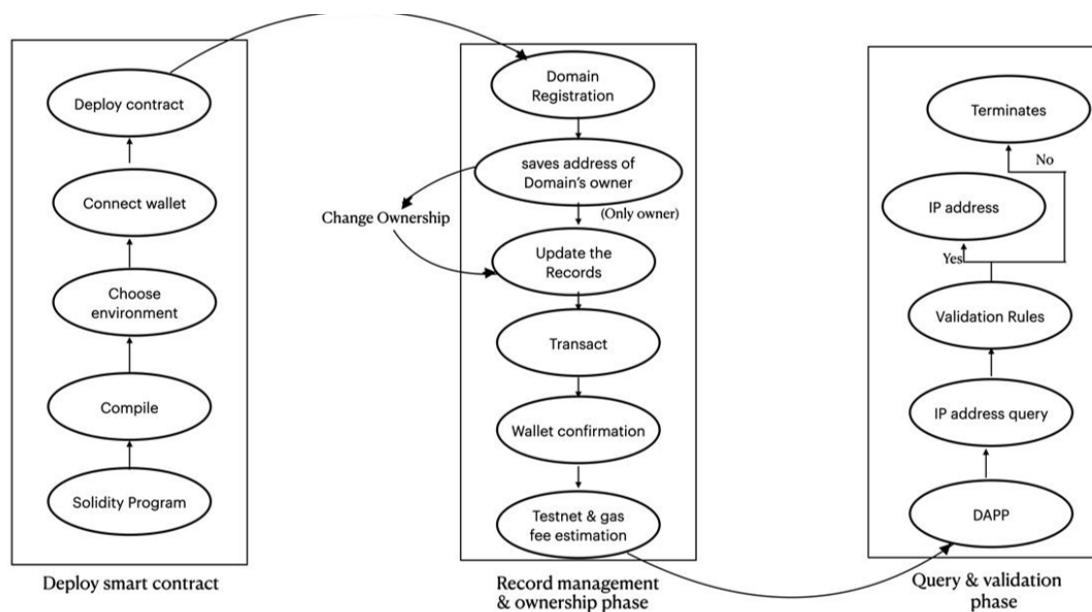 Deploy contract
Connect wallet
Choose
environment
Compile
Solidity Program
Deploy smart contract
Domain
Registration
saves address of
Domain's owner
(Only owner)
Change Ownership
Update the
Records
Transact
Wallet confirmation
Testnet & gas
fee estimation
Record management
& ownership phase
Terminates
No
IP address
Yes
Validation Rules
IP address query
DAPP
Query & validation
phase